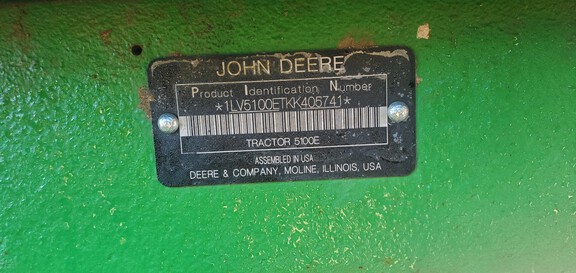 JOHN DEERE
Product Identification Number
*1LV5100ETKK405741*
TRACTOR 5100E
ASSEMBLED IN USA
DEERE & COMPANY, MOLINE, ILLINOIS, USA